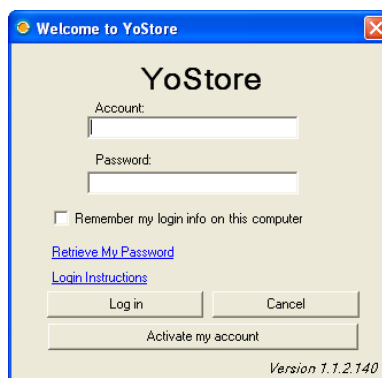 Welcome to YoStore
YoStore
Account:
Password:
Remember my login info on this computer
Retrieve My Password
Login Instructions
Log in Cancel
Activate my account
Version 1.1.2.140